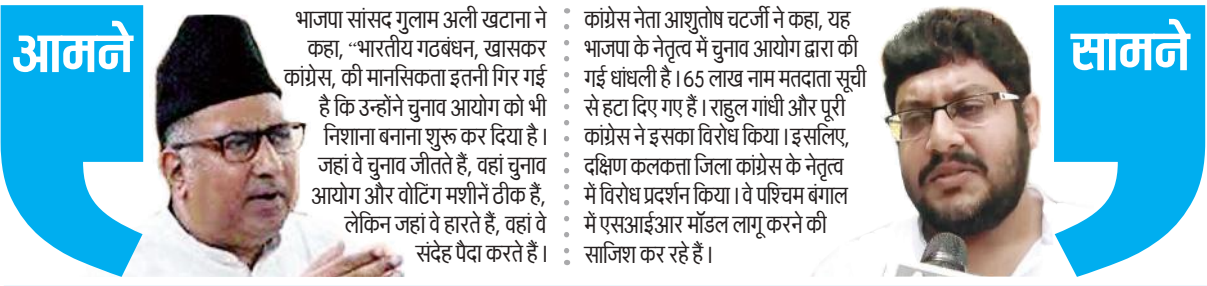 आमने
भाजपा सांसद गुलाम अली खटाना ने
कहा, “भारतीय गठबंधन, खासकर
कांग्रेस, की मानसिकता इतनी गिर गई
है कि उन्होंने चुनाव आयोग को भी
निशाना बनाना शुरू कर दिया है।
जहां वे चुनाव जीतते हैं, वहां चुनाव
आयोग और वोटिंग मशीनें ठीक हैं,
लेकिन जहां वे हारते हैं, वहां वे
संदेह पैदा करते हैं।
कांग्रेस नेता आशुतोष चटर्जी ने कहा, यह
भाजपा के नेतृत्व में चुनाव आयोग द्वारा की
गई धांधली है। 65 लाख नाम मतदाता सूची
से हटा दिए गए हैं। राहुल गांधी और पूरी
कांग्रेस ने इसका विरोध किया। इसलिए,
दक्षिण कलकत्ता जिला कांग्रेस के नेतृत्व
में विरोध प्रदर्शन किया। वे पश्चिम बंगाल
में एसआईआर मॉडल लागू करने की
साजिश कर रहे हैं।
सामने